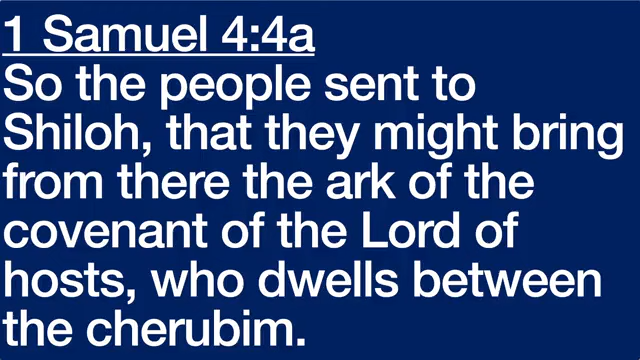 1 Samuel 4:4a
So the people sent to
Shiloh, that they might bring
from there the ark of the
covenant of the Lord of
hosts, who dwells between
the cherubim.